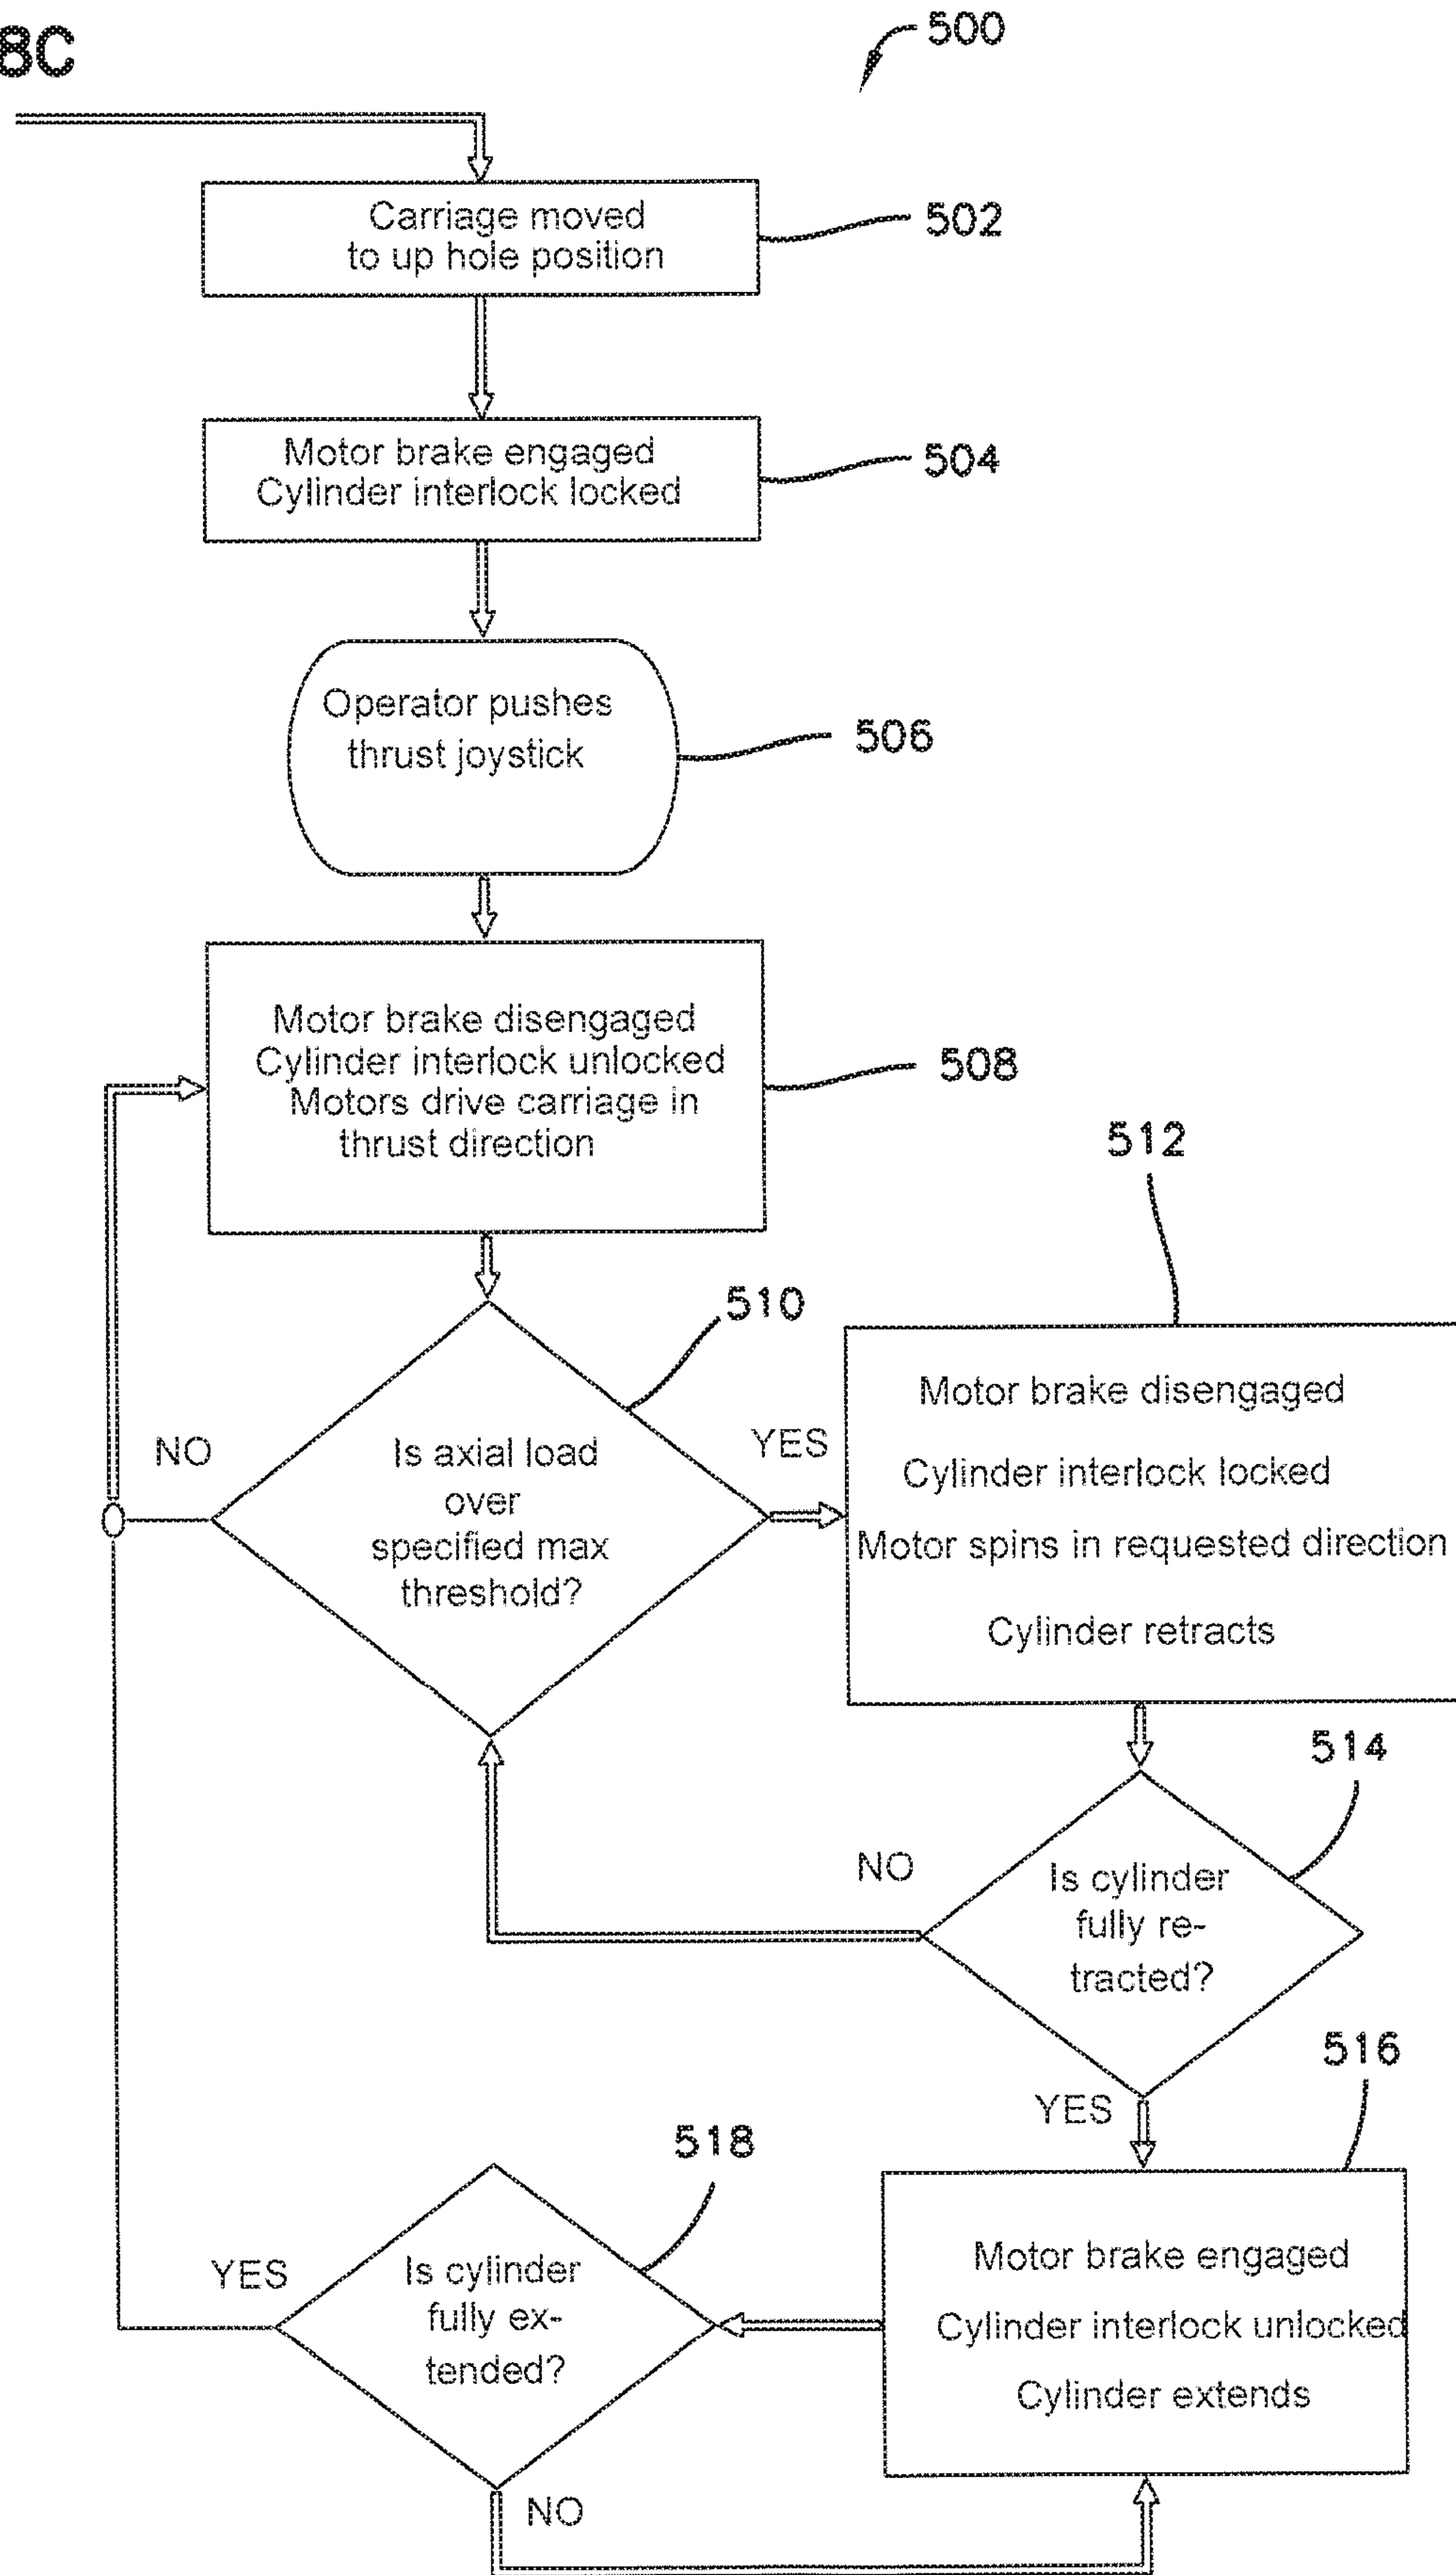 8C
500
Carriage moved
to up hole position
502
Motor brake engaged
Cylinder interlock locked
504
Operator pushes
thrust joystick
506
Motor brake disengaged
Cylinder interlock unlocked
Motors drive carriage in
thrust direction
508
510
Is axial load
over
specified max
threshold?
NO
YES
512
Motor brake disengaged
Cylinder interlock locked
Motor spins in requested direction
Cylinder retracts
514
Is cylinder
fully re-
tracted?
NO
YES
516
Motor brake engaged
Cylinder interlock unlocked
Cylinder extends
518
Is cylinder
fully ex-
tended?
YES
NO